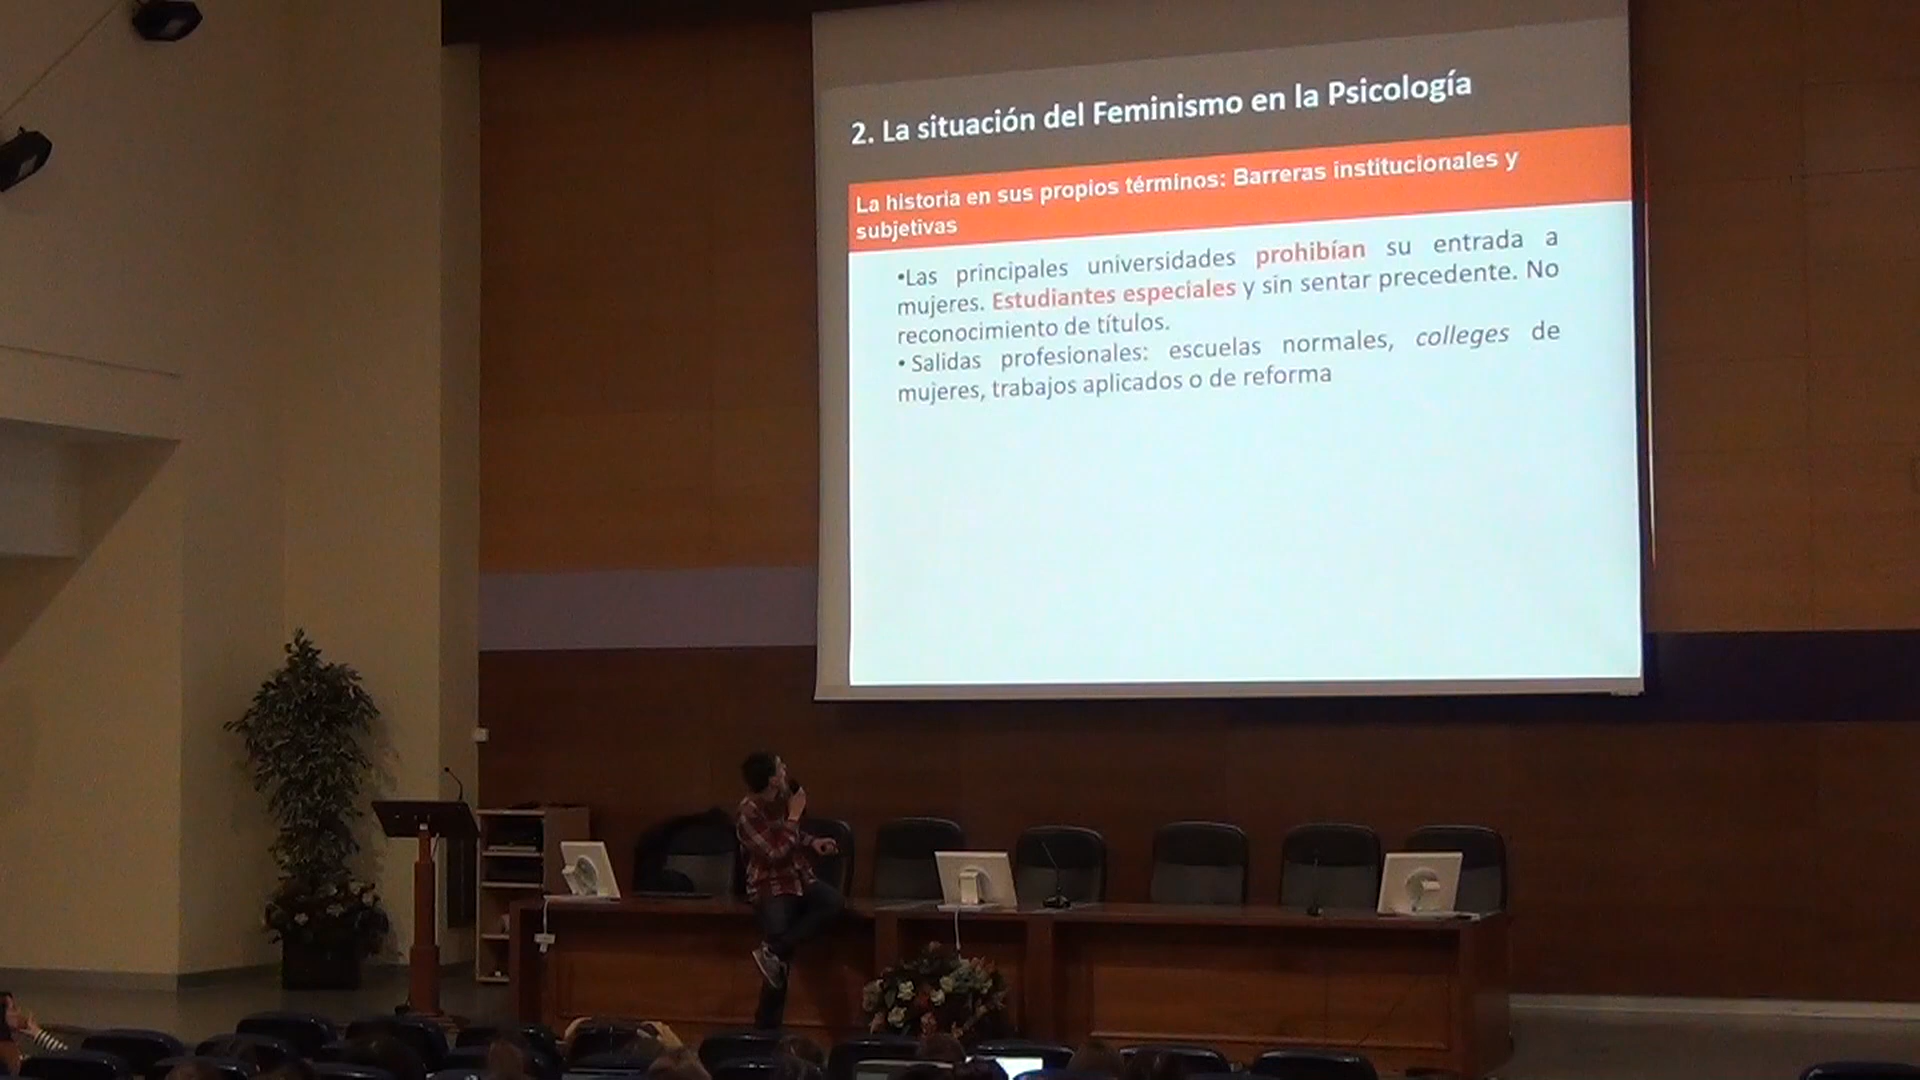 2. La situación del Feminismo en la Psicología
La historia en sus propios términos: Barreras institucionales y
subjetivas
•Las principales universidades prohibían su entrada a
mujeres. Estudiantes especiales y sin sentar precedente. No
reconocimiento de títulos.
• Salidas profesionales: escuelas normales, colleges de
mujeres, trabajos aplicados o de reforma